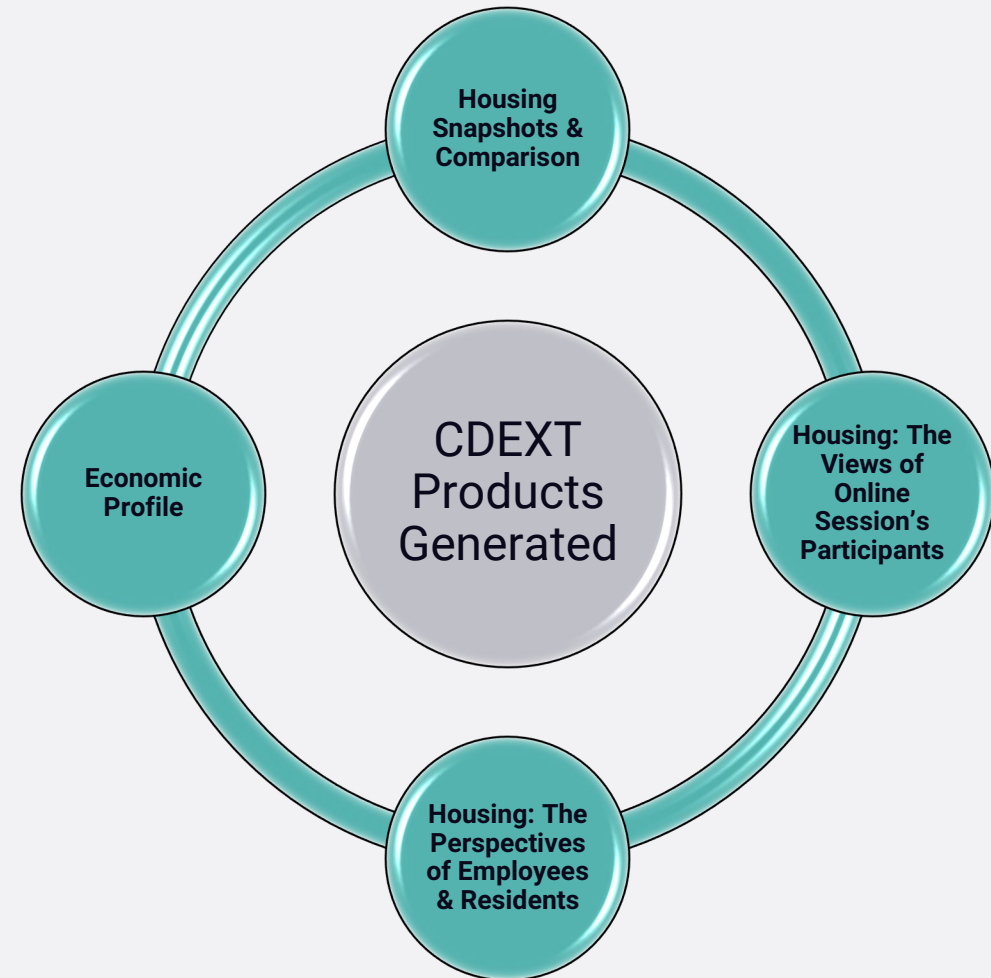 Housing
Snapshots &
Comparison
Housing: The
Views of
Online
Session’s
Participants
Housing: The
Perspectives
of Employees
& Residents
Economic
Profile
CDEXT
Products
Generated